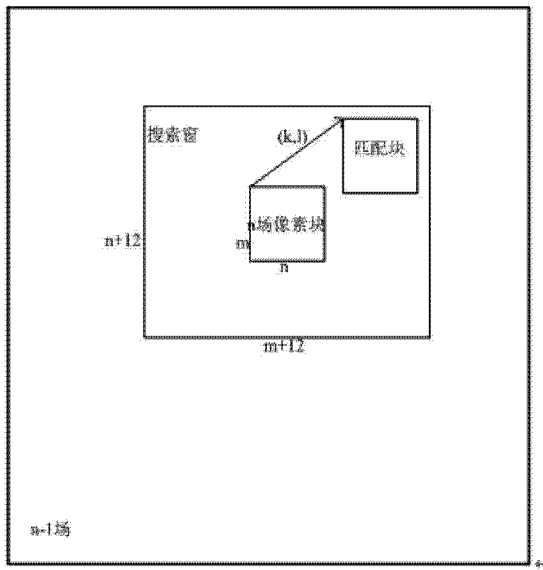 搜索窗
(k,l)
匹配块
n场像素块
n+12
m
n
m+12
n-1场